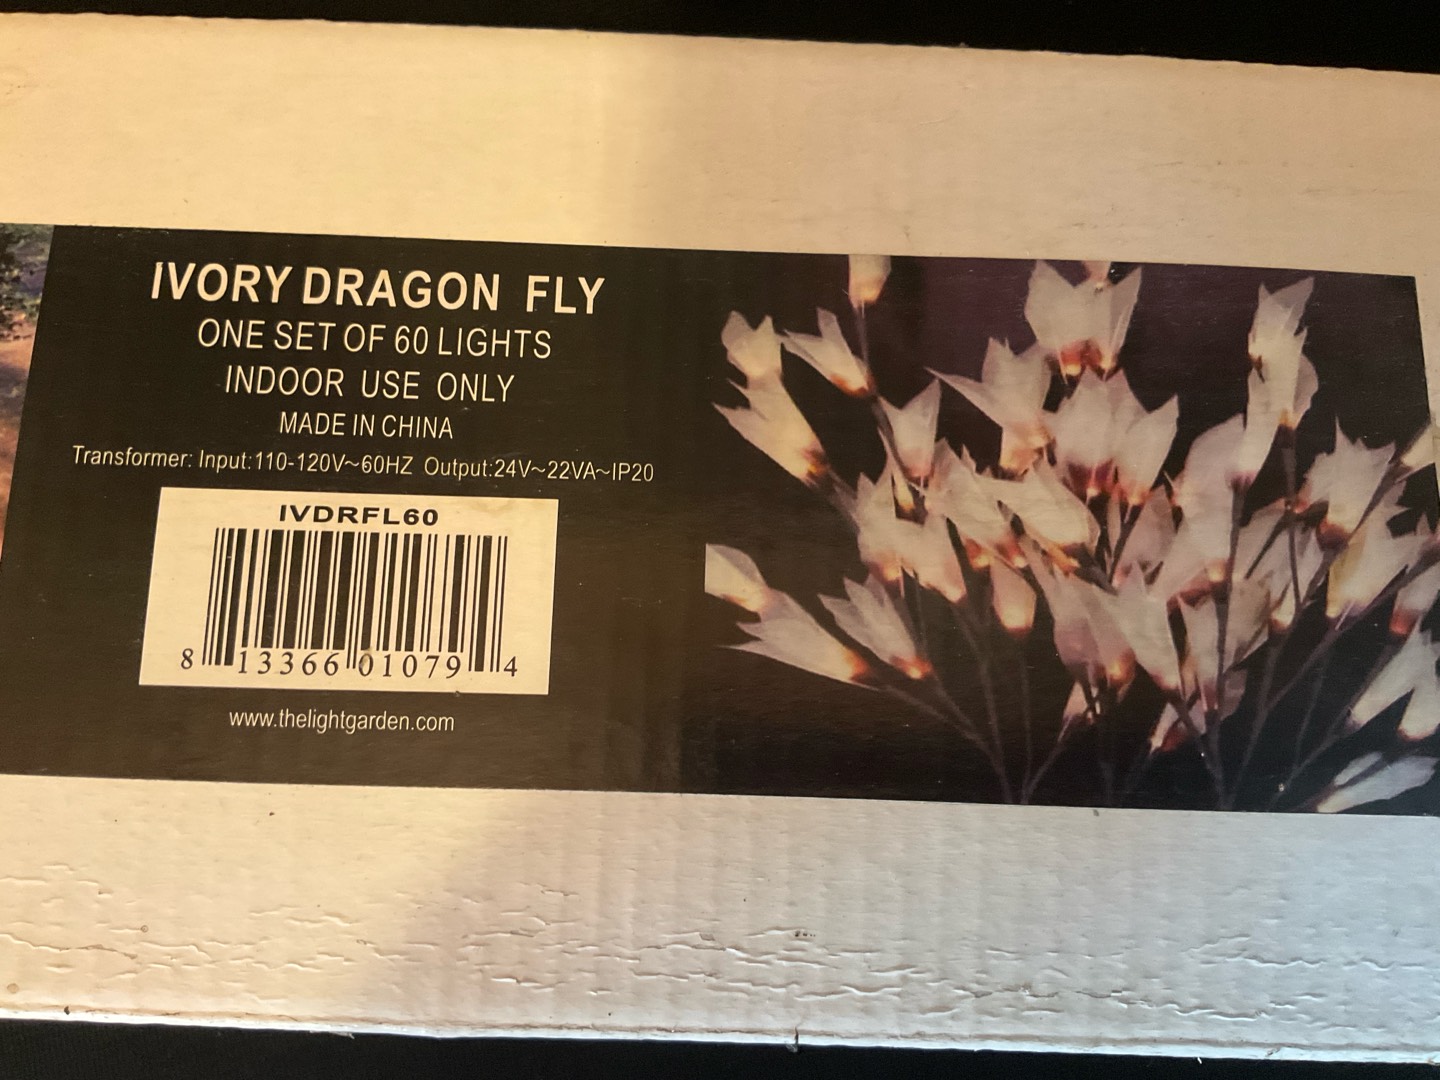 IVORY DRAGON FLY
ONE SET OF 60 LIGHTS
INDOOR USE ONLY
MADE IN CHINA
Transformer: Input:110-120V~60HZ Output:24V~22VA~IP20
IVDRFL60
8 13366 01079 4
www.thelightgarden.com